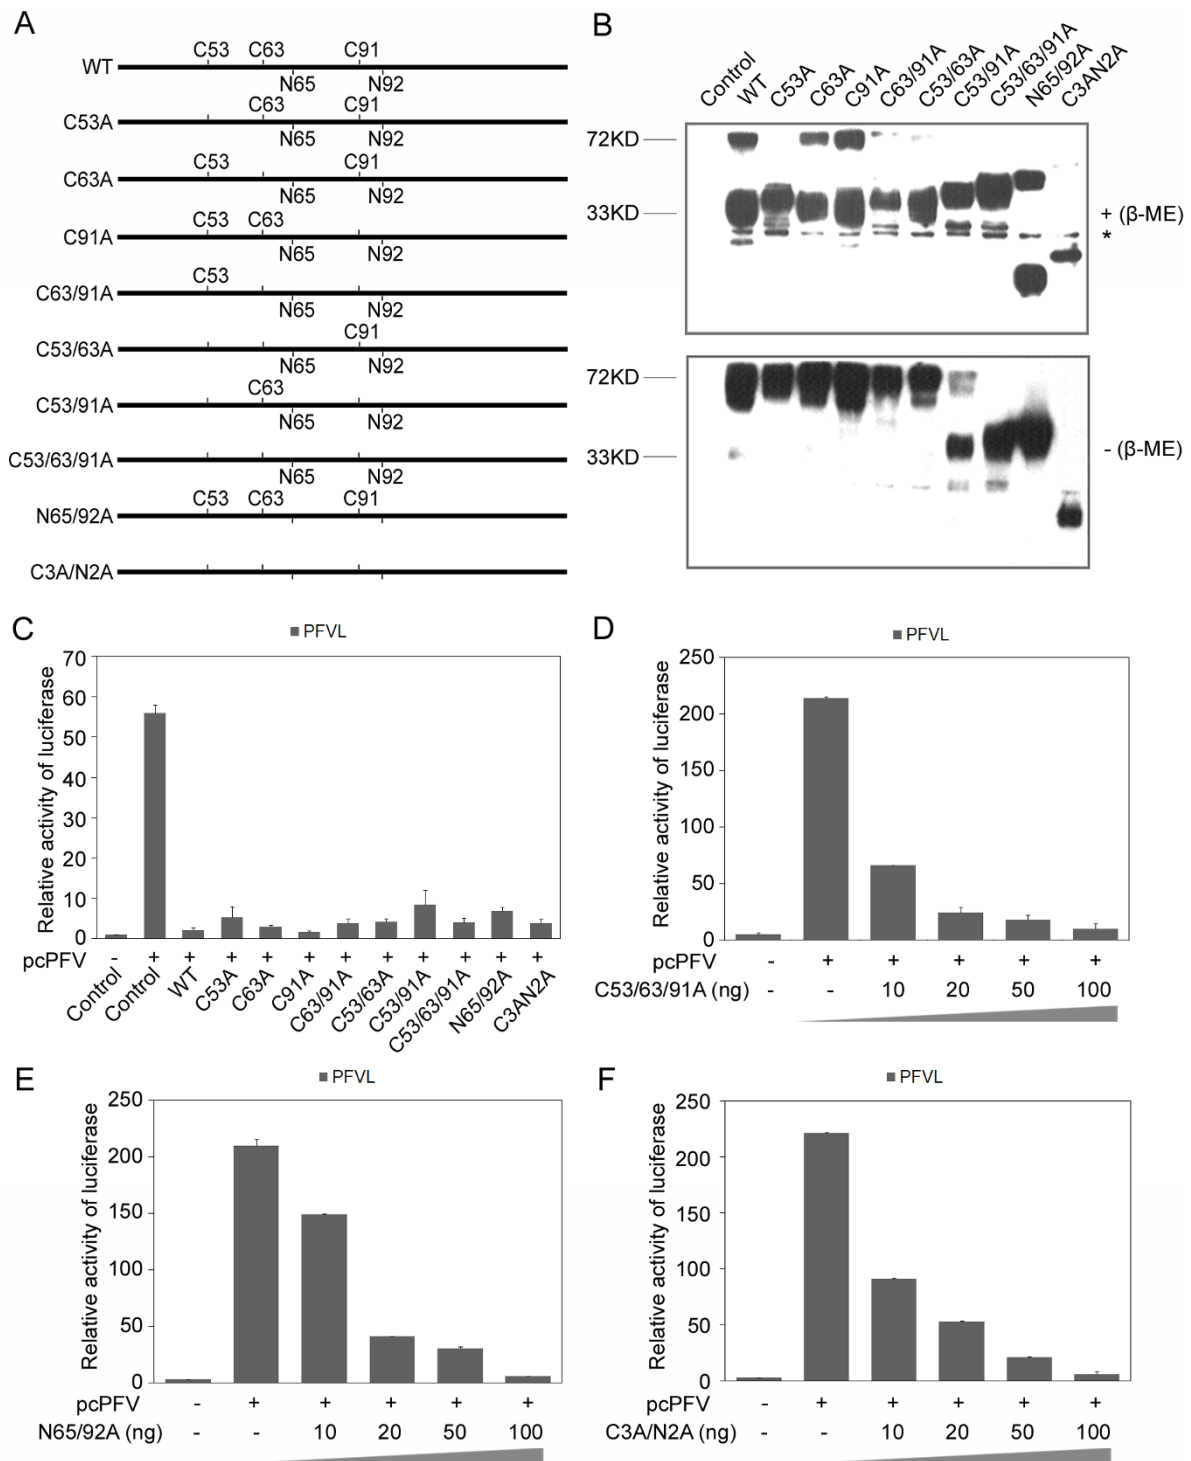 A
C53 C63 C91
WT
N65 N92
C63 C91
C53A
N65 N92
C53 C91
C63A
N65 N92
C53 C63
C91A
N65 N92
C53
C63/91A
N65 N92
C91
C53/63A
N65 N92
C63
C53/91A
N65 N92
C53/63/91A
N65 N92
C53 C63 C91
N65/92A
C3A/N2A
B
Control WT C53A C63A C91A C63/91A C53/63A C53/91A C53/63/91A N65/92A C3AN2A
72KD
33KD
+ (β-ME)
*
72KD
33KD
- (β-ME)
C
PFVL
Relative activity of luciferase
70
60
50
40
30
20
10
0
pcPFV - + + + + + + + + + + +
Control Control WT C53A C63A C91A C63/91A C53/63A C53/91A C53/63/91A N65/92A C3AN2A
D
PFVL
Relative activity of luciferase
250
200
150
100
50
0
pcPFV - + + + + +
C53/63/91A (ng) - - 10 20 50 100
E
PFVL
Relative activity of luciferase
250
200
150
100
50
0
pcPFV - + + + + +
N65/92A (ng) - - 10 20 50 100
F
PFVL
Relative activity of luciferase
250
200
150
100
50
0
pcPFV - + + + + +
C3A/N2A (ng) - - 10 20 50 100